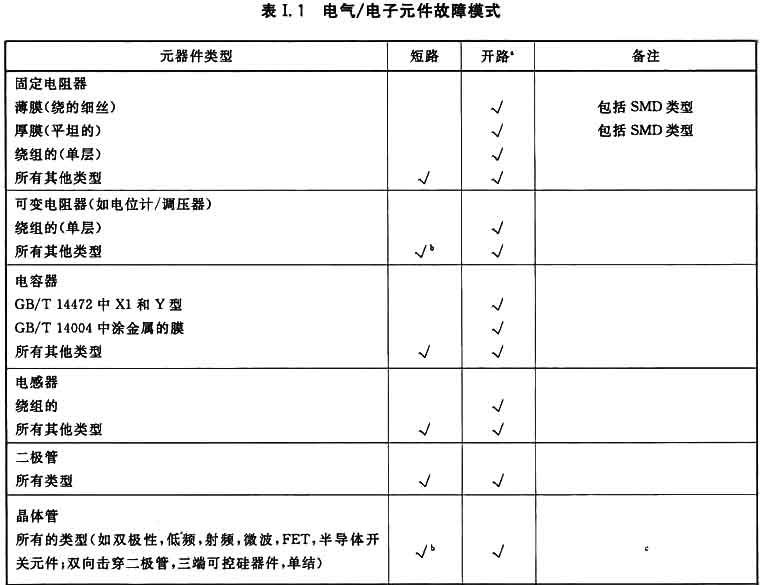 表 I.1 电气/电子元件故障模式
元器件类型 短路 开路ᵃ 备注
固定电阻器
薄膜(绕的细丝) √ 包括 SMD 类型
厚膜(平坦的) √ 包括 SMD 类型
绕组的(单层) √
所有其他类型 √ √
可变电阻器(如电位计/调压器)
绕组的(单层) √
所有其他类型 √ᵇ √
电容器
GB/T 14472 中 X1 和 Y 型 √
GB/T 14004 中涂金属的膜 √
所有其他类型 √ √
电感器
绕组的 √
所有其他类型 √ √
二极管
所有类型 √ √
晶体管
所有的类型(如双极性,低频,射频,微波,FET,半导体开
关元件;双向击穿二极管,三端可控硅器件,单结) √ᵇ √ ᶜ